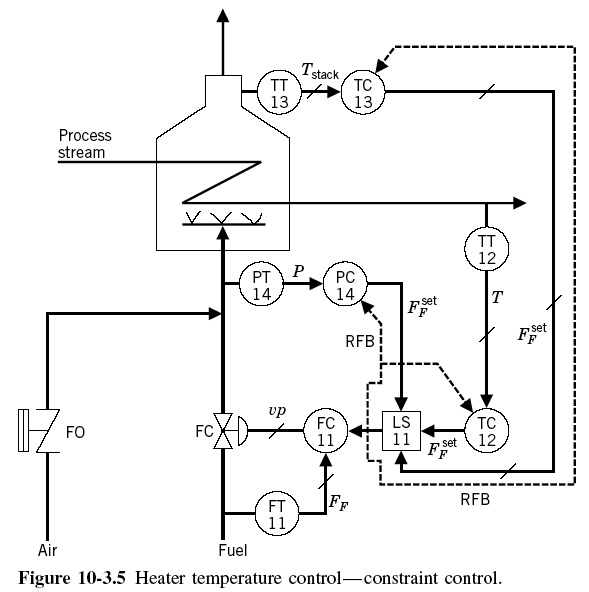 TT
13
T_stack
TC
13
Process
stream
TT
12
PT
14
P
PC
14
F_F^set
T
F_F^set
RFB
FO
FC
vp
FC
11
LS
11
F_F^set
TC
12
FT
11
F_F
RFB
Air
Fuel
Figure 10-3.5 Heater temperature control—constraint control.